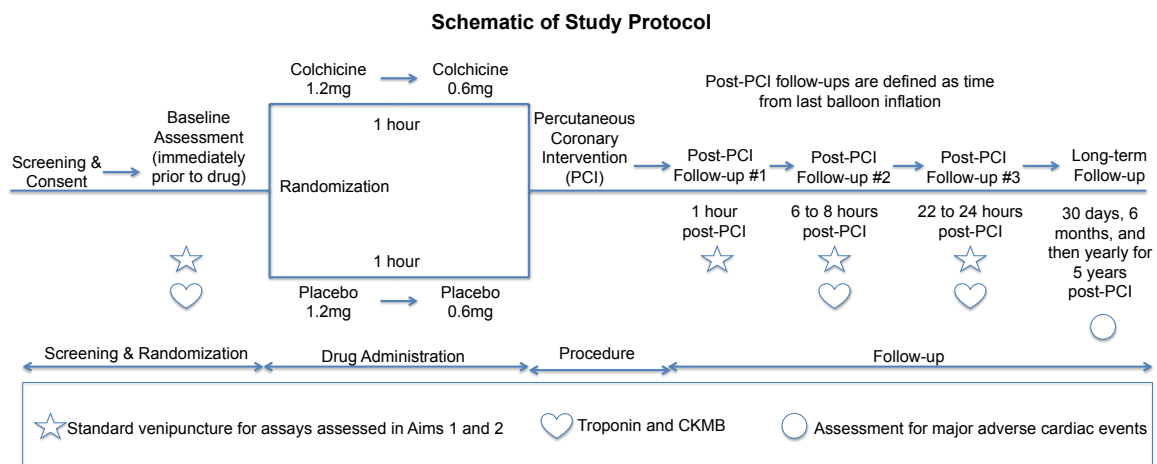 Schematic of Study Protocol
Screening &
Consent
Baseline
Assessment
(immediately
prior to drug)
Colchicine
1.2mg
Colchicine
0.6mg
1 hour
Randomization
1 hour
Placebo
1.2mg
Placebo
0.6mg
Percutaneous
Coronary
Intervention
(PCI)
Post-PCI follow-ups are defined as time
from last balloon inflation
Post-PCI
Follow-up #1
Post-PCI
Follow-up #2
Post-PCI
Follow-up #3
Long-term
Follow-up
1 hour
post-PCI
6 to 8 hours
post-PCI
22 to 24 hours
post-PCI
30 days, 6
months, and
then yearly for
5 years
post-PCI
Screening & Randomization
Drug Administration
Procedure
Follow-up
Standard venipuncture for assays assessed in Aims 1 and 2
Troponin and CKMB
Assessment for major adverse cardiac events